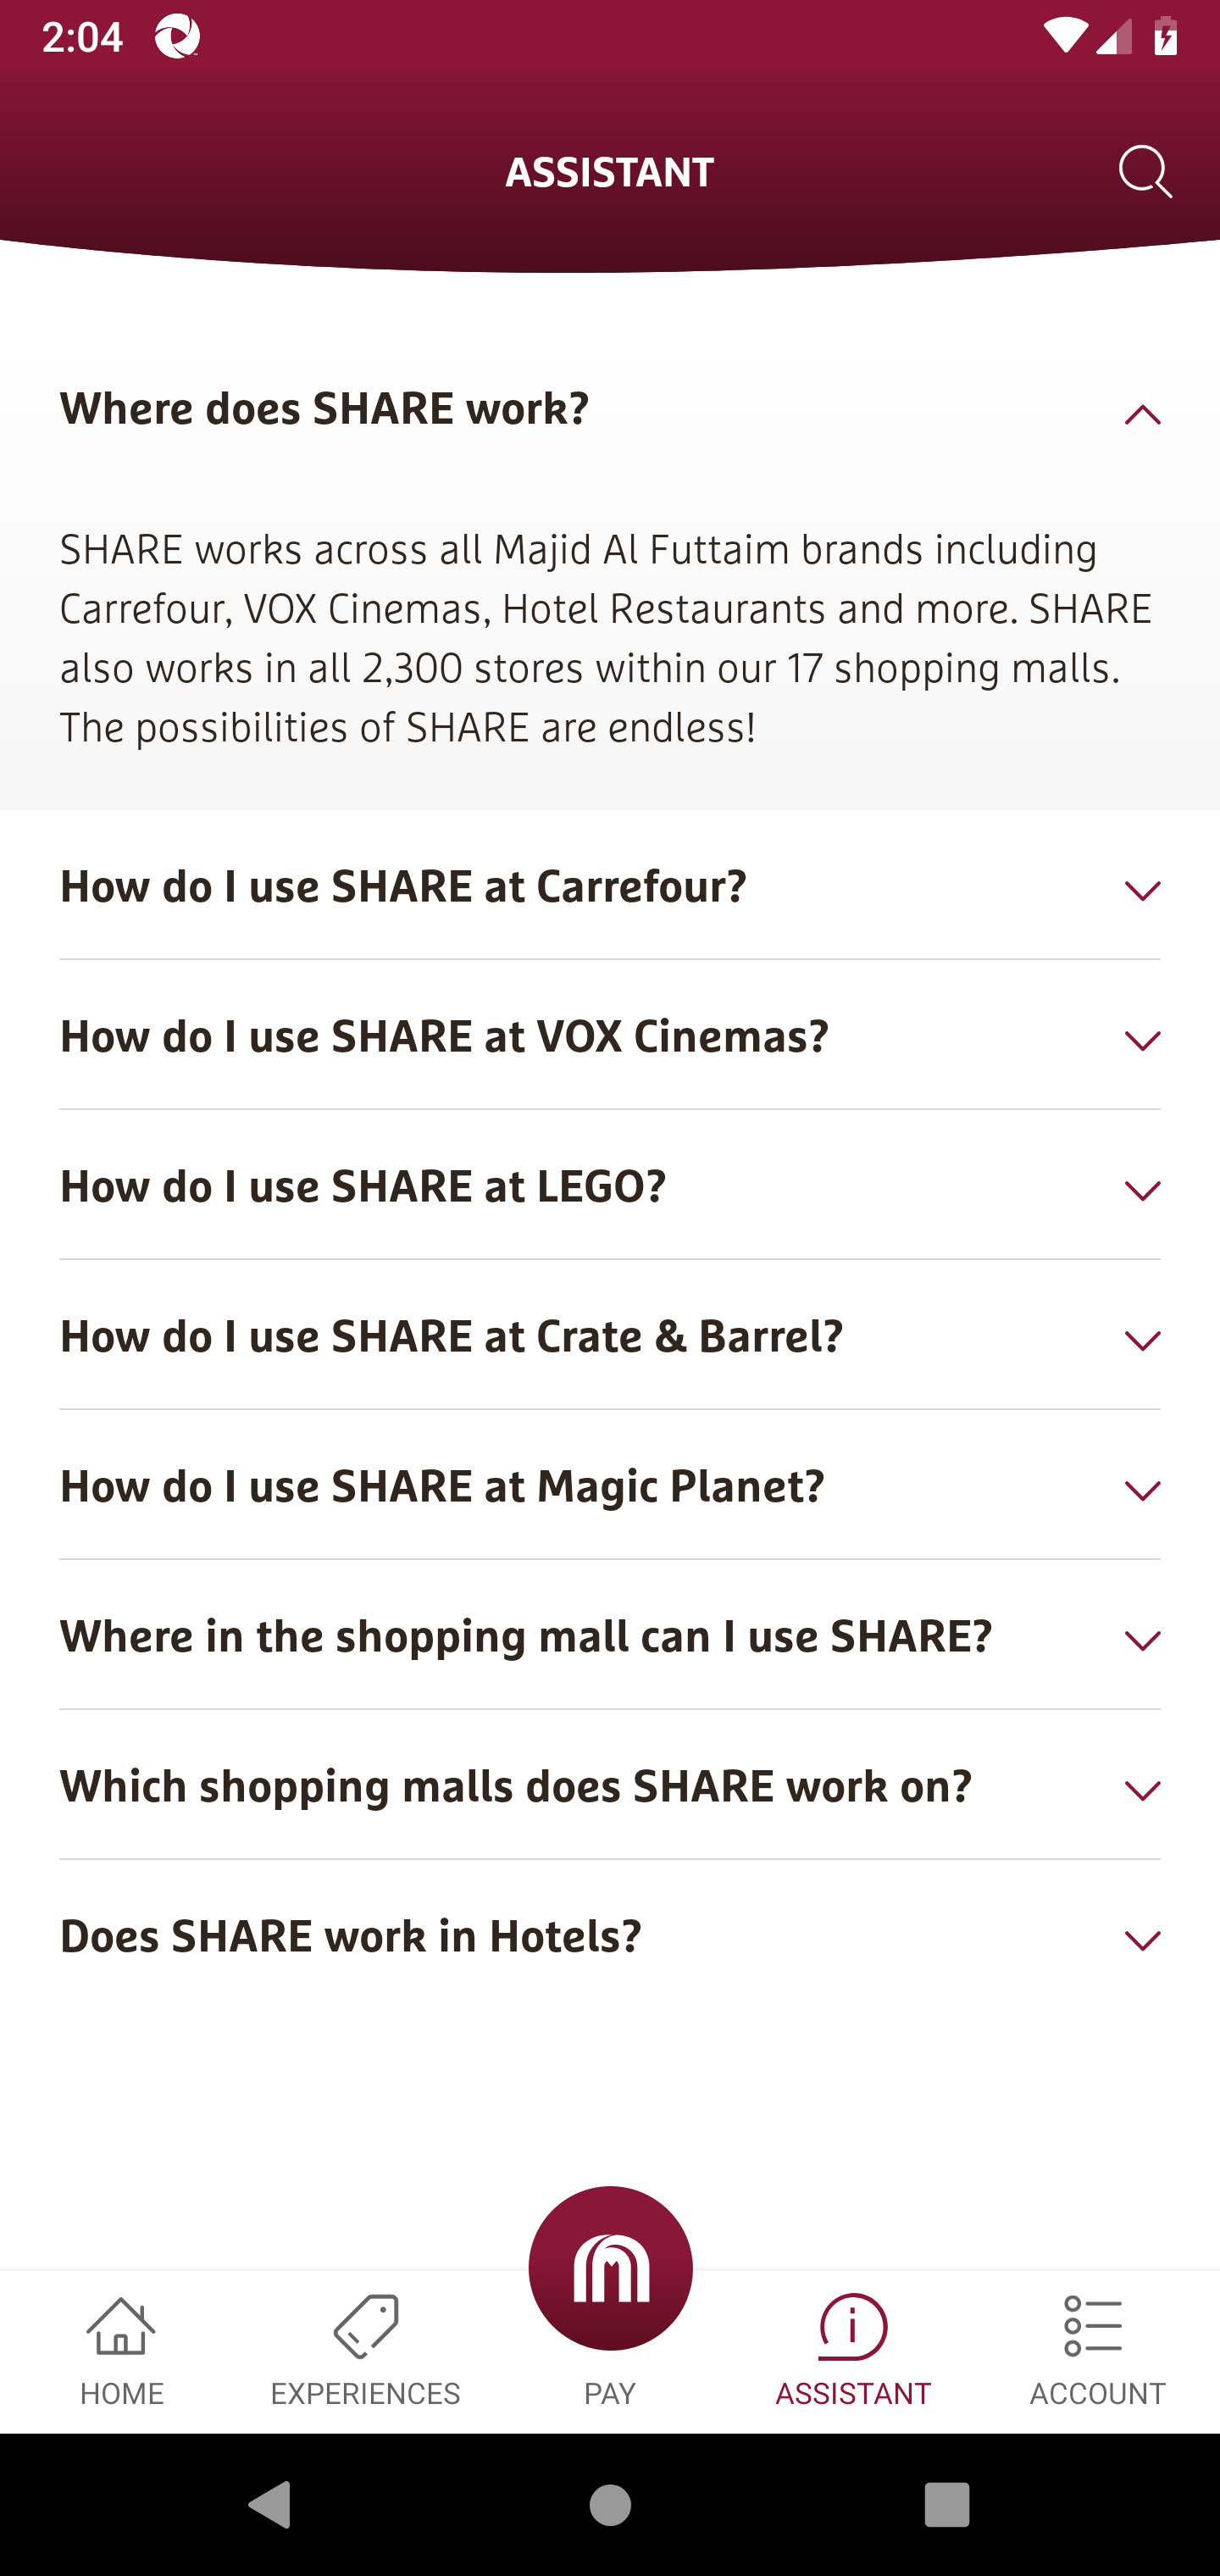 2:04
ASSISTANT
Where does SHARE work?
SHARE works across all Majid Al Futtaim brands including
Carrefour, VOX Cinemas, Hotel Restaurants and more. SHARE
also works in all 2,300 stores within our 17 shopping malls.
The possibilities of SHARE are endless!
How do I use SHARE at Carrefour?
How do I use SHARE at VOX Cinemas?
How do I use SHARE at LEGO?
How do I use SHARE at Crate & Barrel?
How do I use SHARE at Magic Planet?
Where in the shopping mall can I use SHARE?
Which shopping malls does SHARE work on?
Does SHARE work in Hotels?
HOME EXPERIENCES PAY ASSISTANT ACCOUNT